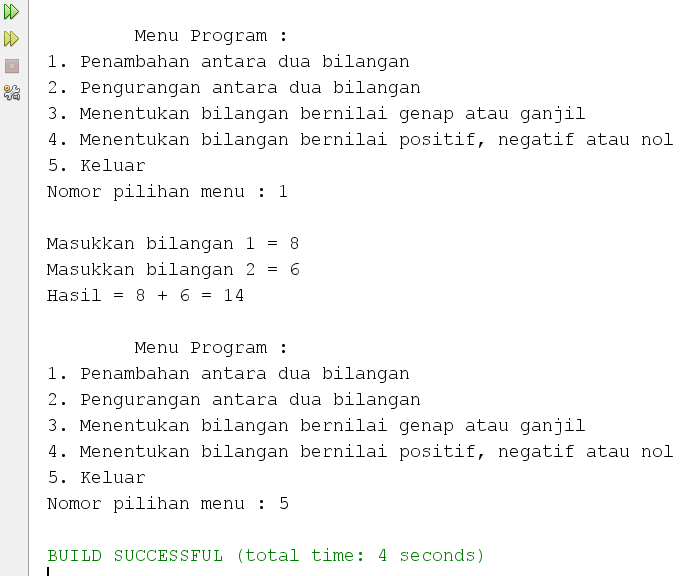 Menu Program :
1. Penambahan antara dua bilangan
2. Pengurangan antara dua bilangan
3. Menentukan bilangan bernilai genap atau ganjil
4. Menentukan bilangan bernilai positif, negatif atau nol
5. Keluar
Nomor pilihan menu : 1
Masukkan bilangan 1 = 8
Masukkan bilangan 2 = 6
Hasil = 8 + 6 = 14
Menu Program :
1. Penambahan antara dua bilangan
2. Pengurangan antara dua bilangan
3. Menentukan bilangan bernilai genap atau ganjil
4. Menentukan bilangan bernilai positif, negatif atau nol
5. Keluar
Nomor pilihan menu : 5
BUILD SUCCESSFUL (total time: 4 seconds)